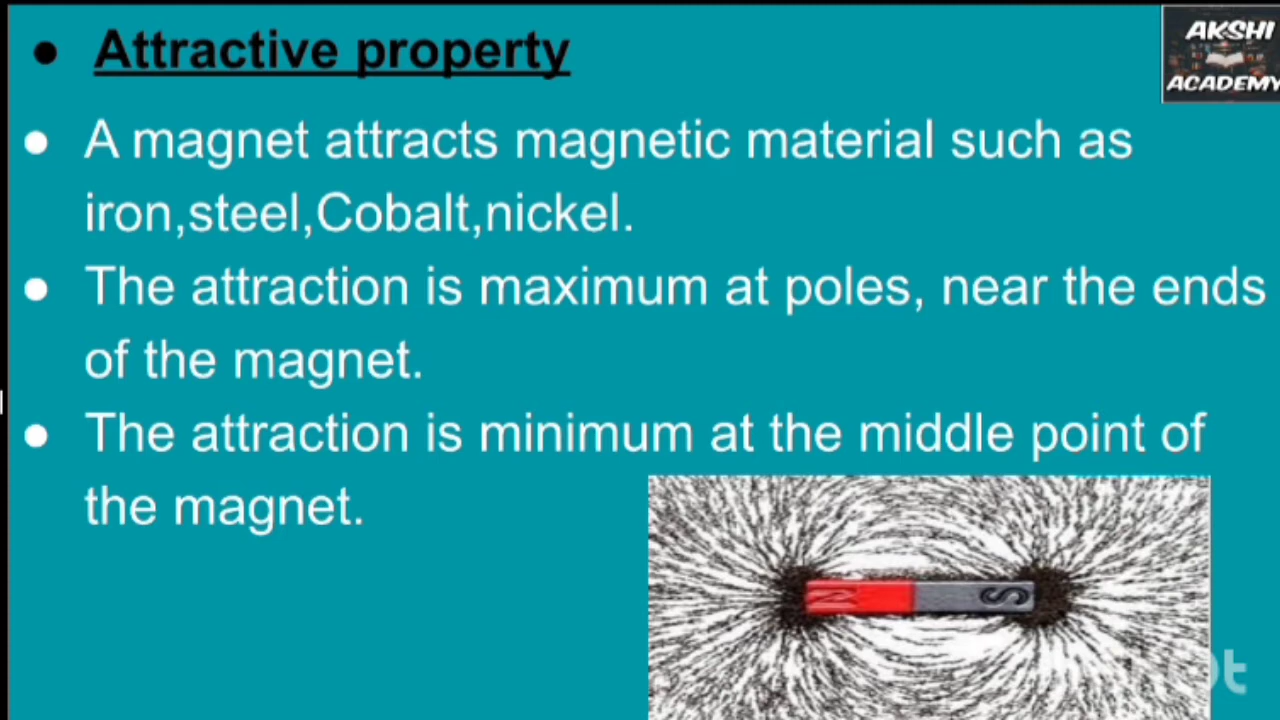 Attractive property
AKSHI
ACADEMY
A magnet attracts magnetic material such as
iron,steel,Cobalt,nickel.
The attraction is maximum at poles, near the ends
of the magnet.
The attraction is minimum at the middle point of
the magnet.
N
S